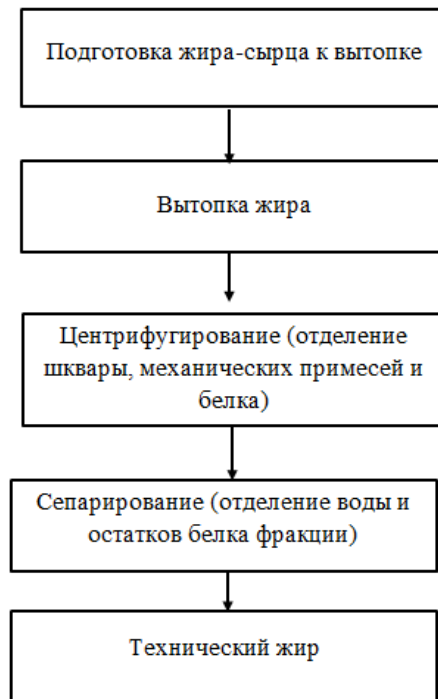 Подготовка жира-сырца к вытопке
Вытопка жира
Центрифугирование (отделение
шквары, механических примесей и
белка)
Сепарирование (отделение воды и
остатков белка фракции)
Технический жир